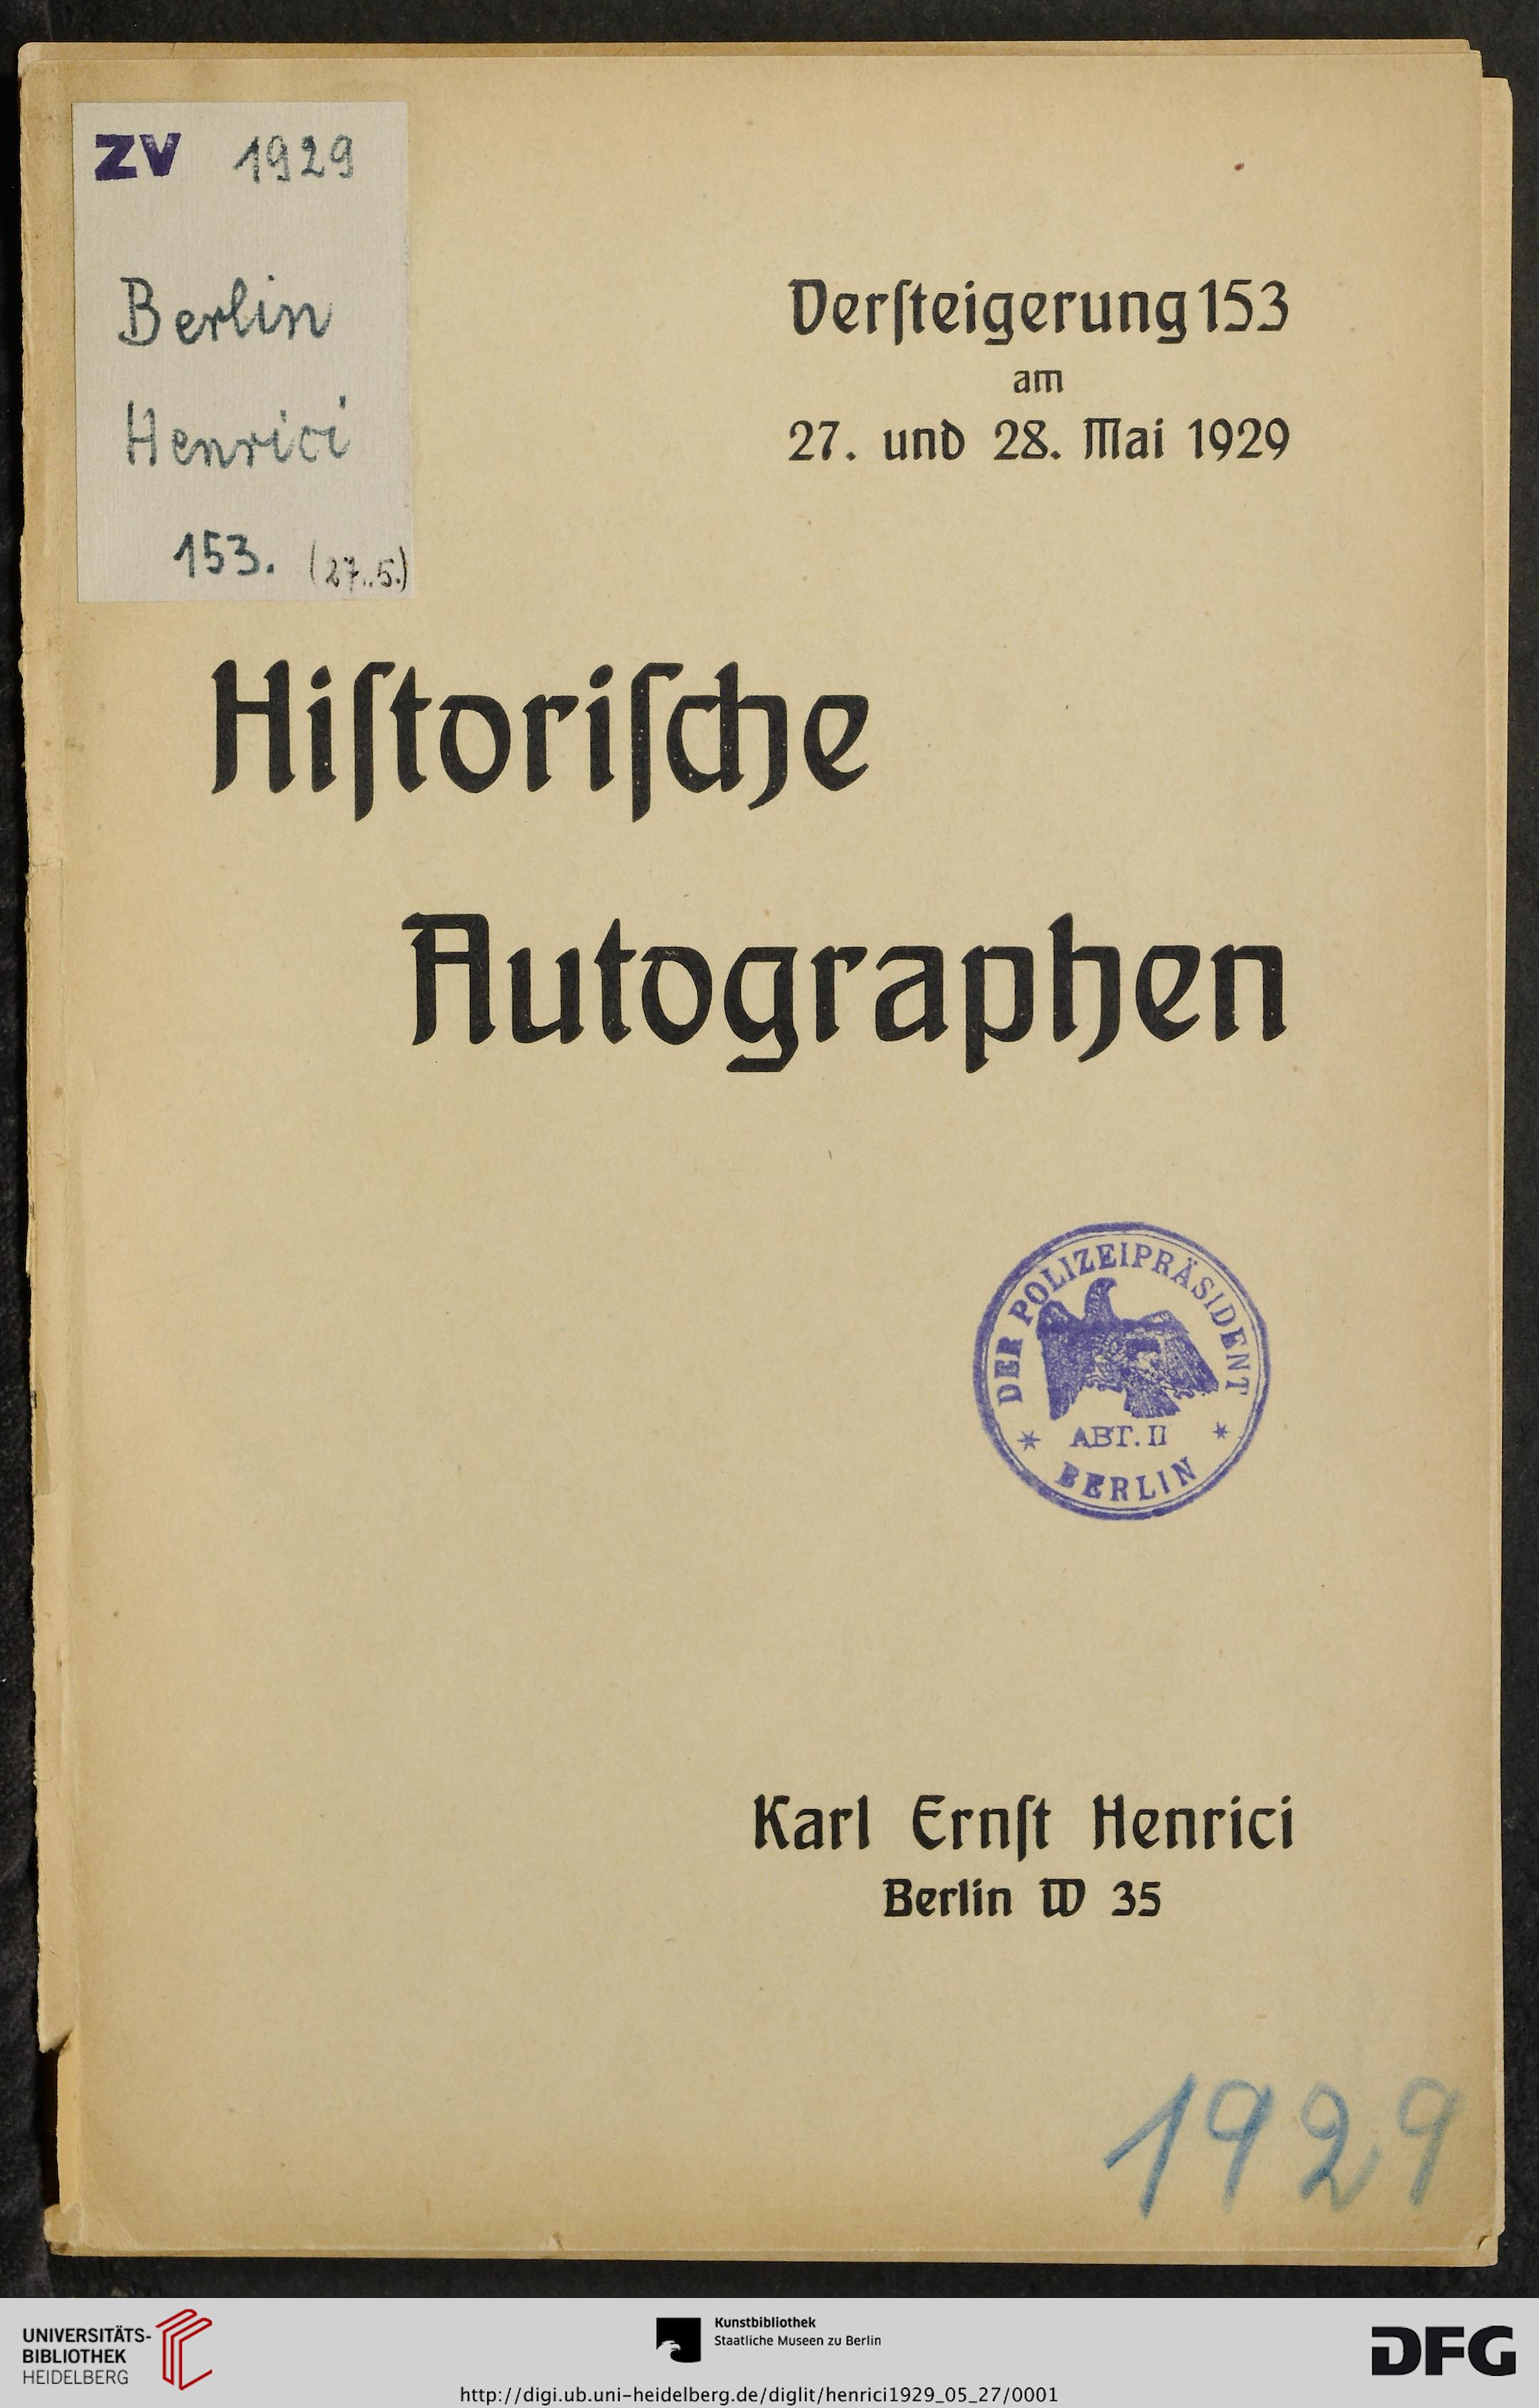 ZV 1929
Berlin
Henrici
153. (27.5.)
Verſteigerung 153
am
27. und 28. Mai 1929
Hiſtoriſche
Autographen
DER POLIZEIPRÄSIDENT
* ABT. II *
BERLIN
Karl Ernſt Henrici
Berlin W 35
1929
UNIVERSITÄTS-
BIBLIOTHEK
HEIDELBERG
Kunstbibliothek
Staatliche Museen zu Berlin
DFG
http://digi.ub.uni-heidelberg.de/diglit/henrici1929_05_27/0001